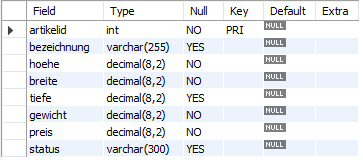 Field Type Null Key Default Extra
artikelid int NO PRI NULL
bezeichnung varchar(255) YES NULL
hoehe decimal(8,2) NO NULL
breite decimal(8,2) NO NULL
tiefe decimal(8,2) YES NULL
gewicht decimal(8,2) NO NULL
preis decimal(8,2) NO NULL
status varchar(300) YES NULL